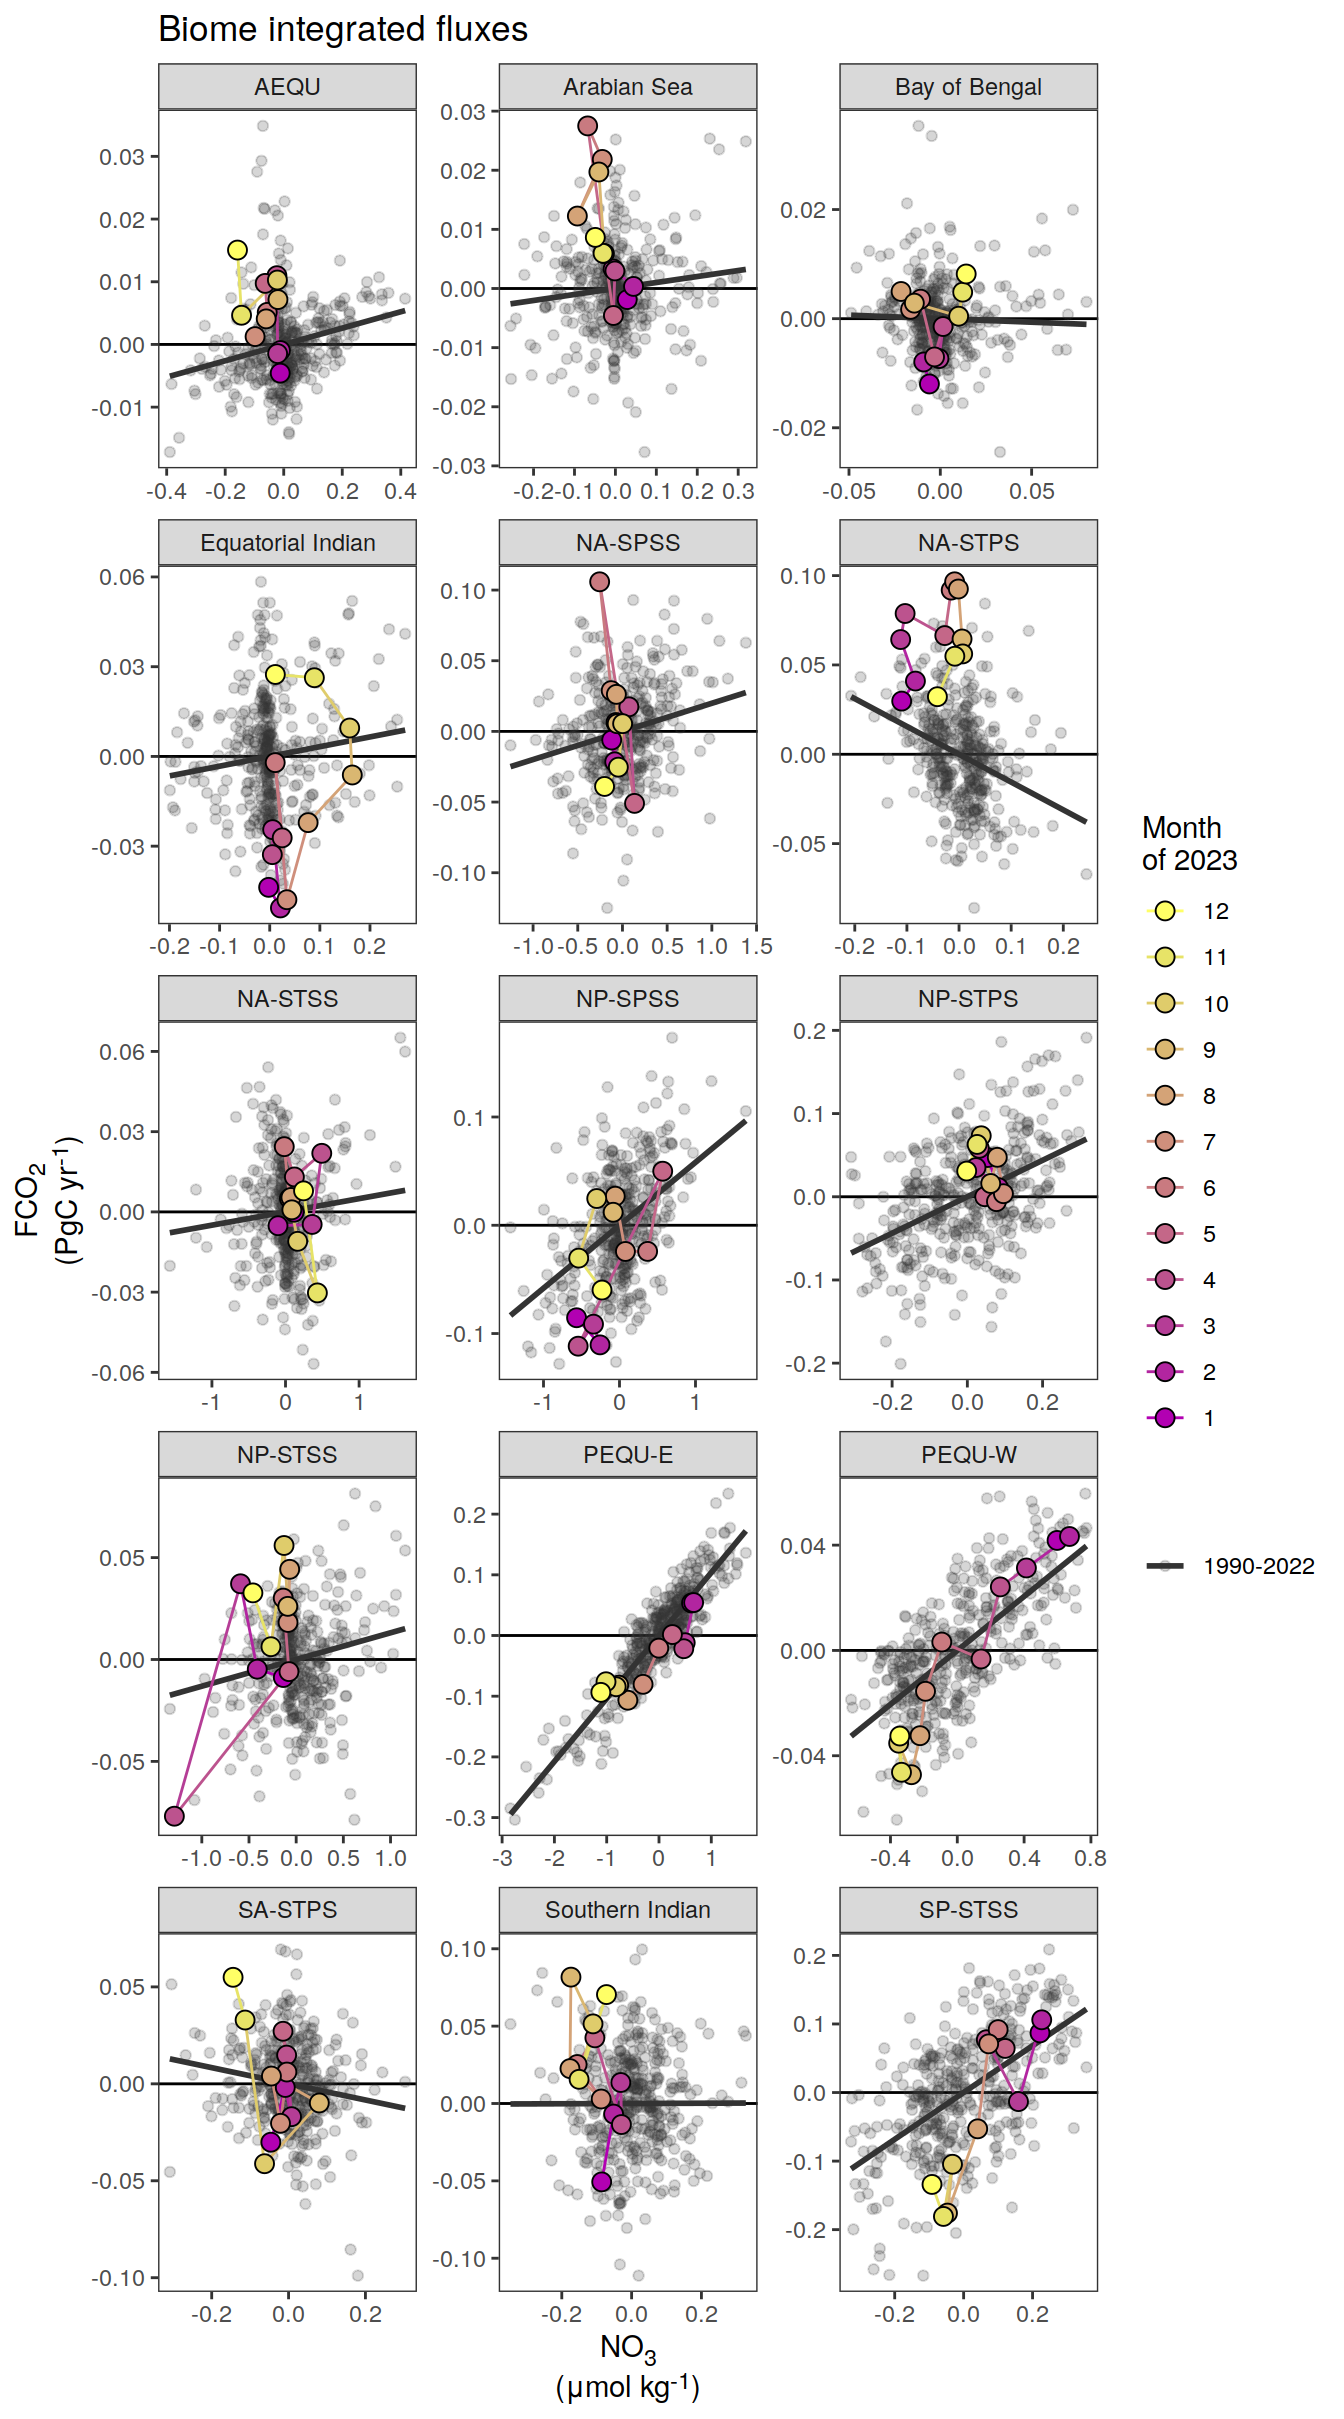 Biome integrated fluxes
AEQU Arabian Sea Bay of Bengal
0.03 0.02 0.01 0.00 -0.01
0.03 0.02 0.01 0.00 -0.01 -0.02 -0.03
0.02 0.00 -0.02
-0.4 -0.2 0.0 0.2 0.4 -0.2 -0.1 0.0 0.1 0.2 0.3 -0.05 0.00 0.05
Equatorial Indian NA-SPSS NA-STPS
0.06 0.03 0.00 -0.03
0.10 0.05 0.00 -0.05 -0.10
0.10 0.05 0.00 -0.05
-0.2 -0.1 0.0 0.1 0.2 -1.0 -0.5 0.0 0.5 1.0 1.5 -0.2 -0.1 0.0 0.1 0.2
NA-STSS NP-SPSS NP-STPS
0.06 0.03 0.00 -0.03 -0.06
0.1 0.0 -0.1
0.2 0.1 0.0 -0.1 -0.2
-1 0 1 -1 0 1 -0.2 0.0 0.2
NP-STSS PEQU-E PEQU-W
0.05 0.00 -0.05
0.2 0.1 0.0 -0.1 -0.2 -0.3
0.04 0.00 -0.04
-1.0 -0.5 0.0 0.5 1.0 -3 -2 -1 0 1 -0.4 0.0 0.4 0.8
SA-STPS Southern Indian SP-STSS
0.05 0.00 -0.05 -0.10
0.10 0.05 0.00 -0.05 -0.10
0.2 0.1 0.0 -0.1 -0.2
-0.2 0.0 0.2 -0.2 0.0 0.2 -0.2 0.0 0.2
FCO₂
(PgC yr⁻¹)
NO₃
(µmol kg⁻¹)
Month
of 2023
12
11
10
9
8
7
6
5
4
3
2
1
1990-2022